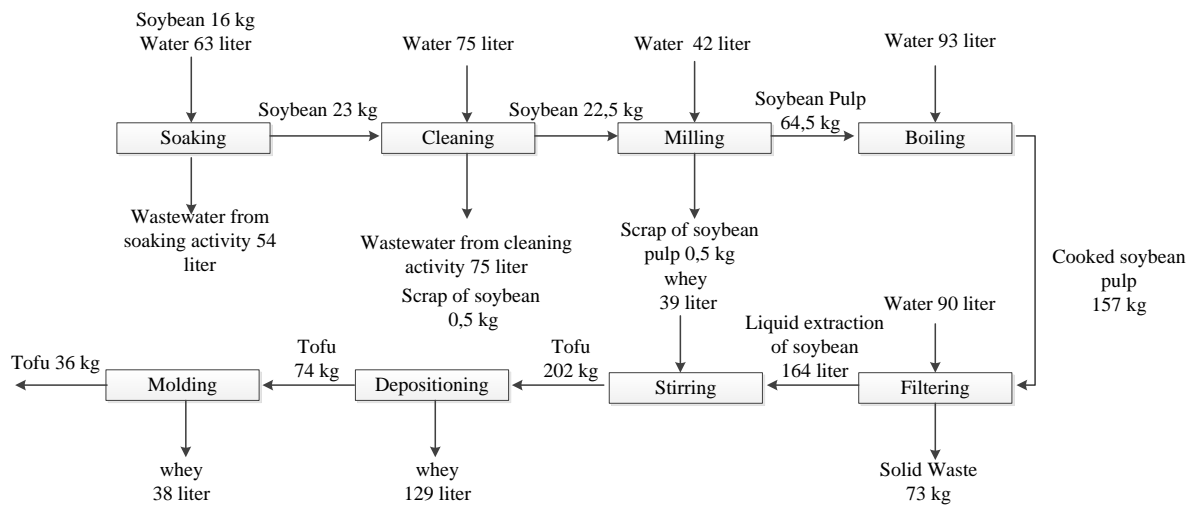 Soybean 16 kg
Water 63 liter
Water 75 liter
Water 42 liter
Water 93 liter
Soaking
Soybean 23 kg
Cleaning
Soybean 22,5 kg
Milling
Soybean Pulp
64,5 kg
Boiling
Wastewater from
soaking activity 54
liter
Wastewater from cleaning
activity 75 liter
Scrap of soybean
0,5 kg
Scrap of soybean
pulp 0,5 kg
whey
39 liter
Cooked soybean
pulp
157 kg
Water 90 liter
Tofu 36 kg
Molding
Tofu
74 kg
Depositioning
Tofu
202 kg
Stirring
Liquid extraction
of soybean
164 liter
Filtering
whey
38 liter
whey
129 liter
Solid Waste
73 kg